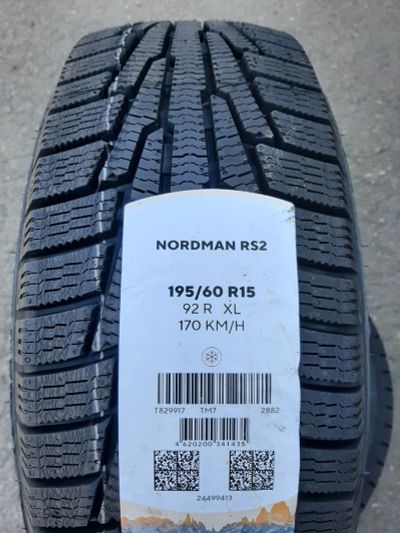 NORDMAN RS2
195/60 R15
92 R XL
170 KM/H
T829917 TM7 2882
4 620200 341435
24499413